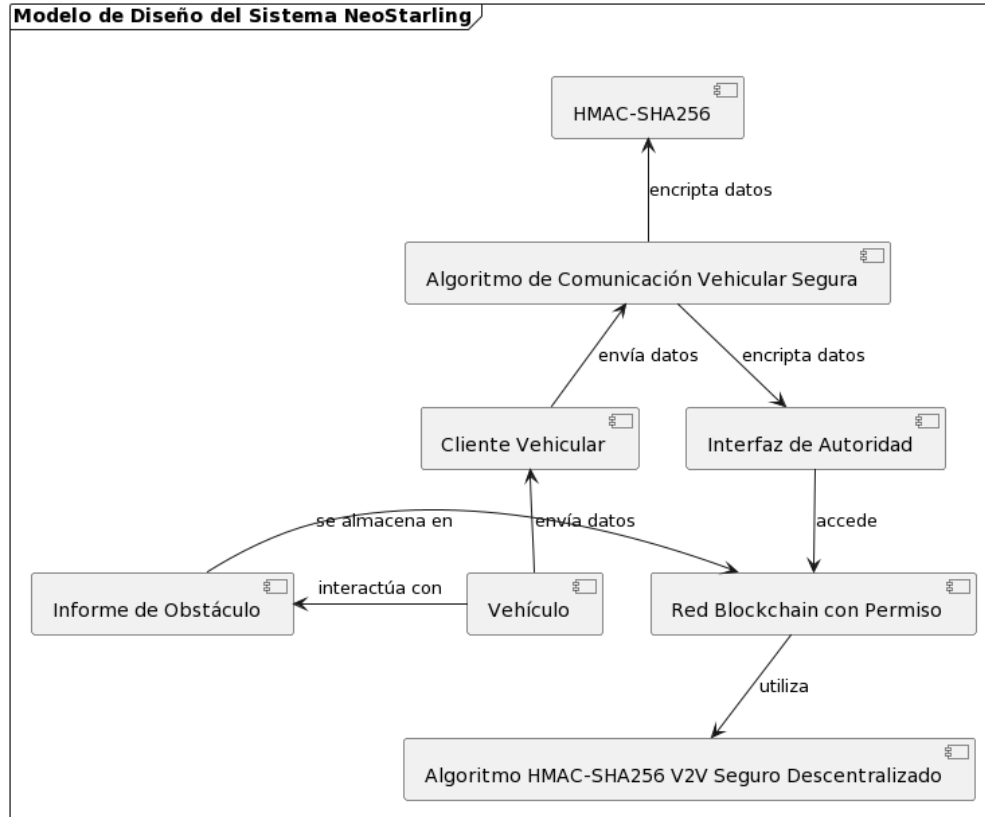 Modelo de Diseño del Sistema NeoStarling
HMAC-SHA256
encripta datos
Algoritmo de Comunicación Vehicular Segura
envía datos
encripta datos
Cliente Vehicular
Interfaz de Autoridad
se almacena en
envía datos
accede
interactúa con
Informe de Obstáculo
Vehículo
Red Blockchain con Permiso
utiliza
Algoritmo HMAC-SHA256 V2V Seguro Descentralizado